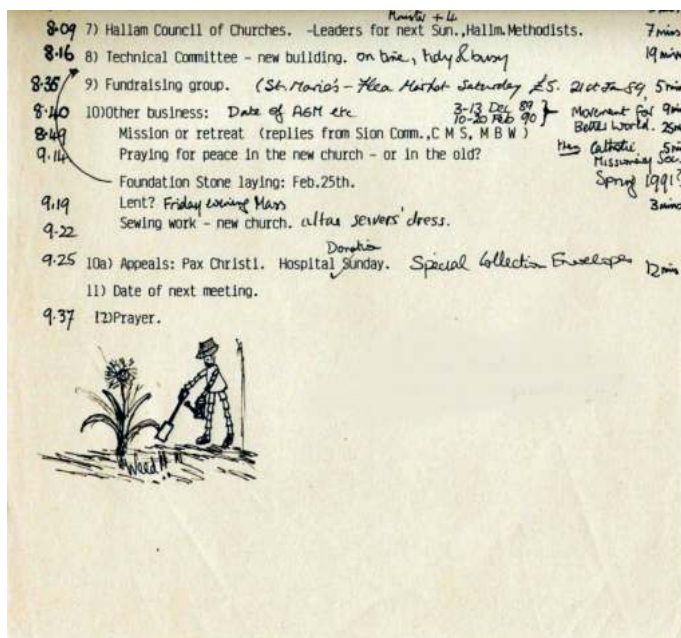 Minister + 4
8.09 7) Hallam Council of Churches. -Leaders for next Sun.,Hallm.Methodists. 7 mins
8.16 8) Technical Committee - new building. on time, tidy & busy 19 mins
8.35 9) Fundraising group. (St. Marie's - Flea Market Saturday £5. 21st Jan 89, 5 mins
8.40 10)Other business: Date of AGM etc 3-13 Dec 89 Movement for 9 mins
10-20 Feb 90 Better World. 25 mins
8.49 Mission or retreat (replies from Sion Comm.,C M S, M B W )
9.14 Praying for peace in the new church - or in the old? Catholic 5 min
Missionary Soc.
Foundation Stone laying: Feb.25th. Spring 1991?
9.19 Lent? Friday evening Mass 3 mins
9.22 Sewing work - new church. altar servers' dress.
Donation
9.25 10a) Appeals: Pax Christi. Hospital Sunday. Special Collection Envelopes 12 mins
11) Date of next meeting.
9.37 12)Prayer.
Weed!!!